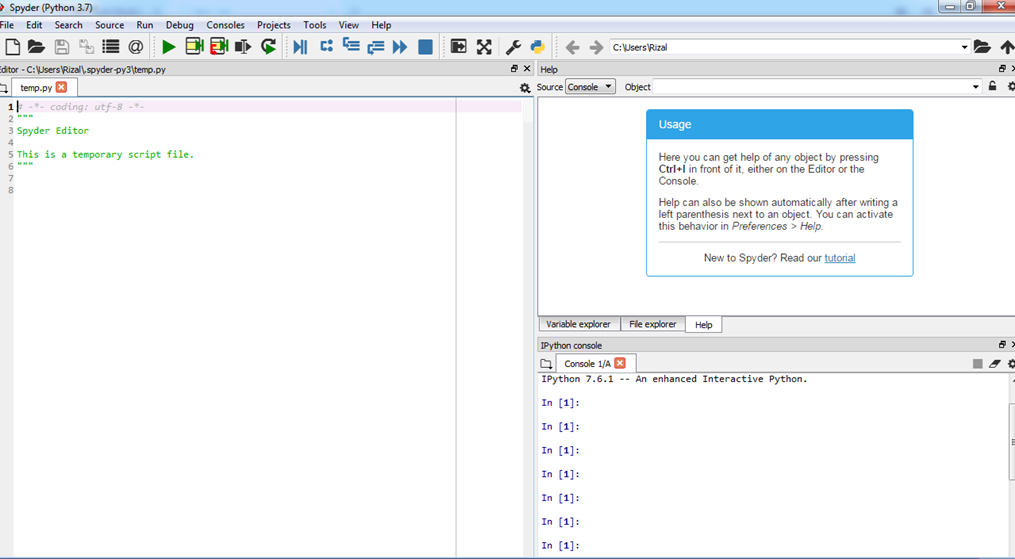 Spyder (Python 3.7)
File Edit Search Source Run Debug Consoles Projects Tools View Help
C:\Users\Rizal
Editor - C:\Users\Rizal\.spyder-py3\temp.py
temp.py
1 # -*- coding: utf-8 -*-
2 """
3 Spyder Editor
4
5 This is a temporary script file.
6 """
7
8
Help
Source Console Object
Usage
Here you can get help of any object by pressing
Ctrl+I in front of it, either on the Editor or the
Console.
Help can also be shown automatically after writing a
left parenthesis next to an object. You can activate
this behavior in Preferences > Help.
New to Spyder? Read our tutorial
Variable explorer File explorer Help
IPython console
Console 1/A
IPython 7.6.1 -- An enhanced Interactive Python.
In [1]:
In [1]:
In [1]:
In [1]:
In [1]:
In [1]:
In [1]: